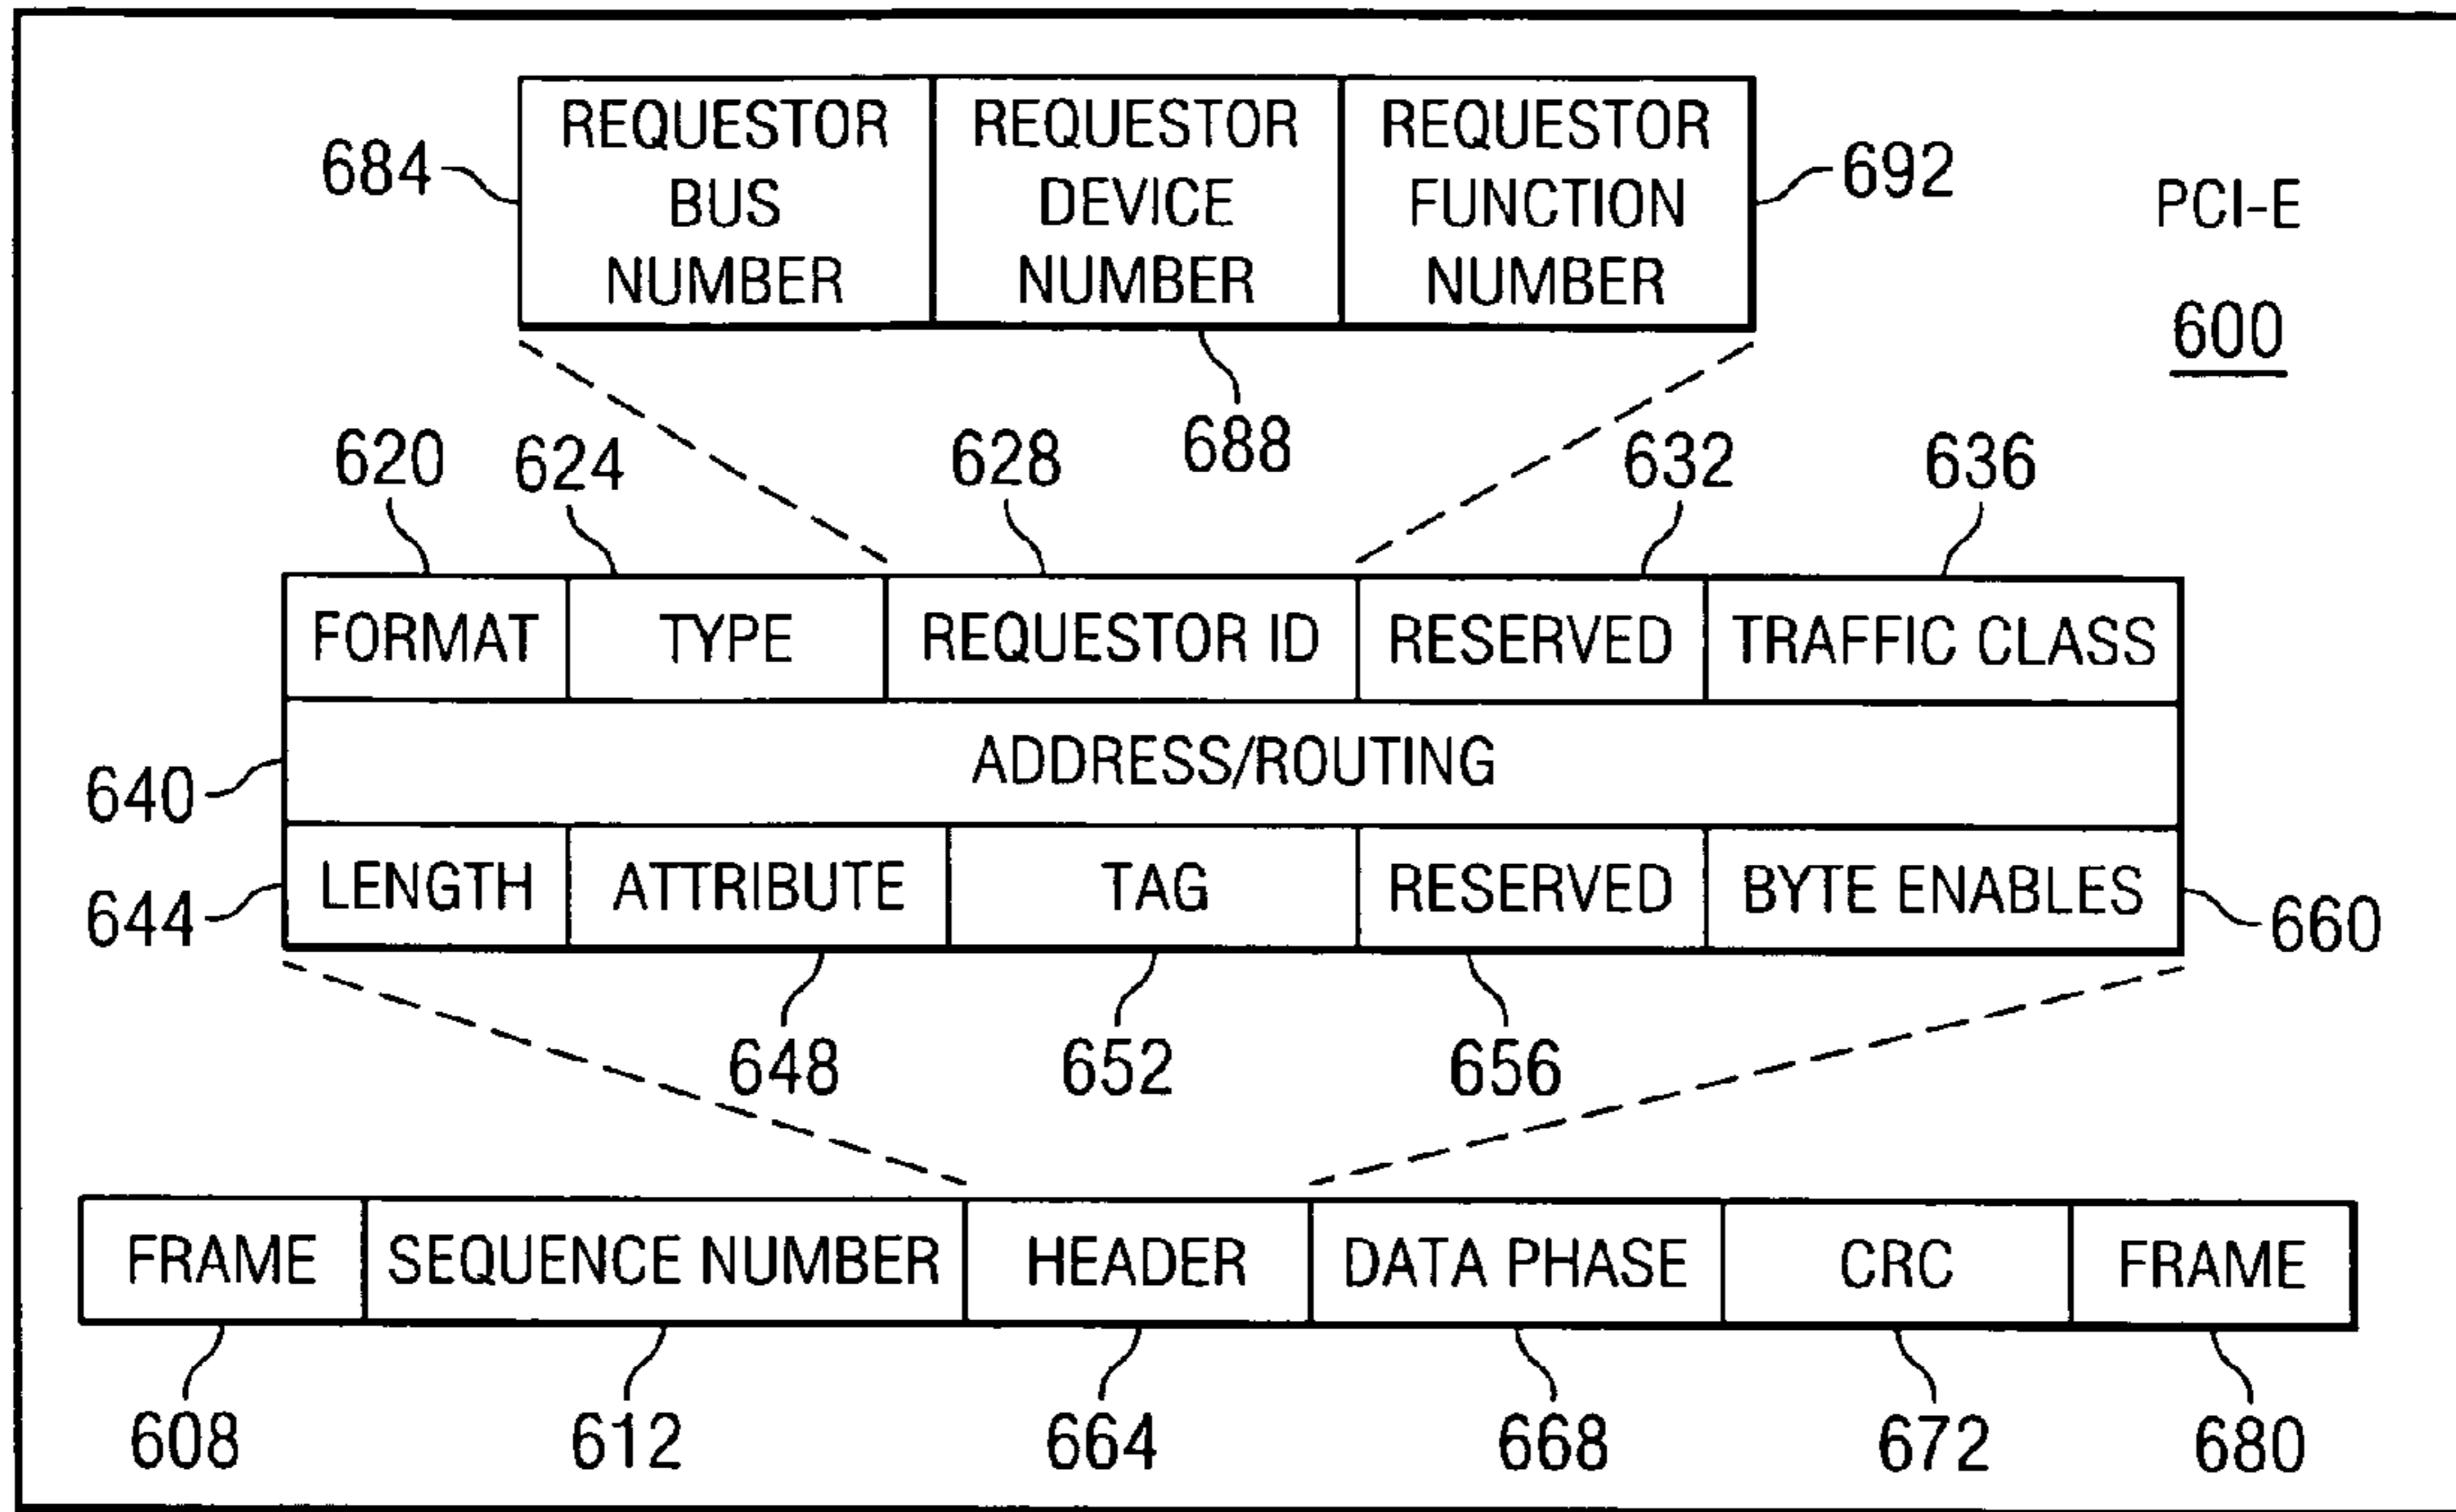 684
REQUESTOR BUS NUMBER
REQUESTOR DEVICE NUMBER
REQUESTOR FUNCTION NUMBER
692
PCI-E
600
688
620
624
628
632
636
FORMAT
TYPE
REQUESTOR ID
RESERVED
TRAFFIC CLASS
640
ADDRESS/ROUTING
644
LENGTH
ATTRIBUTE
TAG
RESERVED
BYTE ENABLES
660
648
652
656
FRAME
SEQUENCE NUMBER
HEADER
DATA PHASE
CRC
FRAME
608
612
664
668
672
680